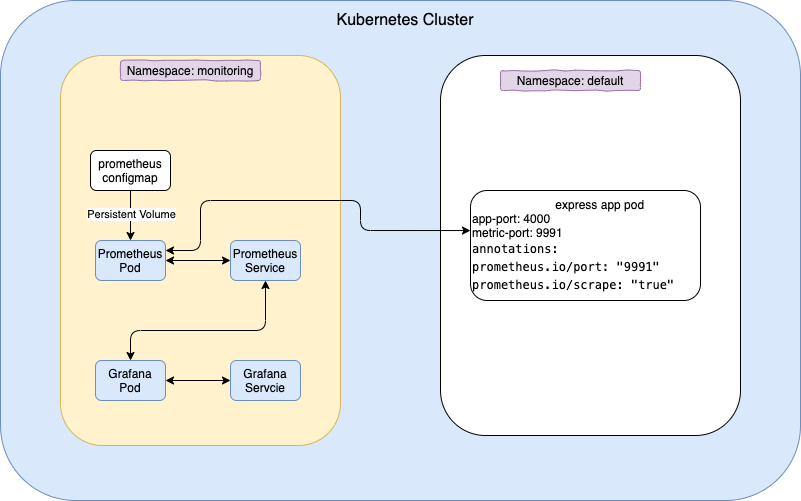 Kubernetes Cluster
Namespace: monitoring
Namespace: default
prometheus
configmap
Persistent Volume
Prometheus
Pod
Prometheus
Service
Grafana
Pod
Grafana
Servcie
express app pod
app-port: 4000
metric-port: 9991
annotations:
prometheus.io/port: "9991"
prometheus.io/scrape: "true"